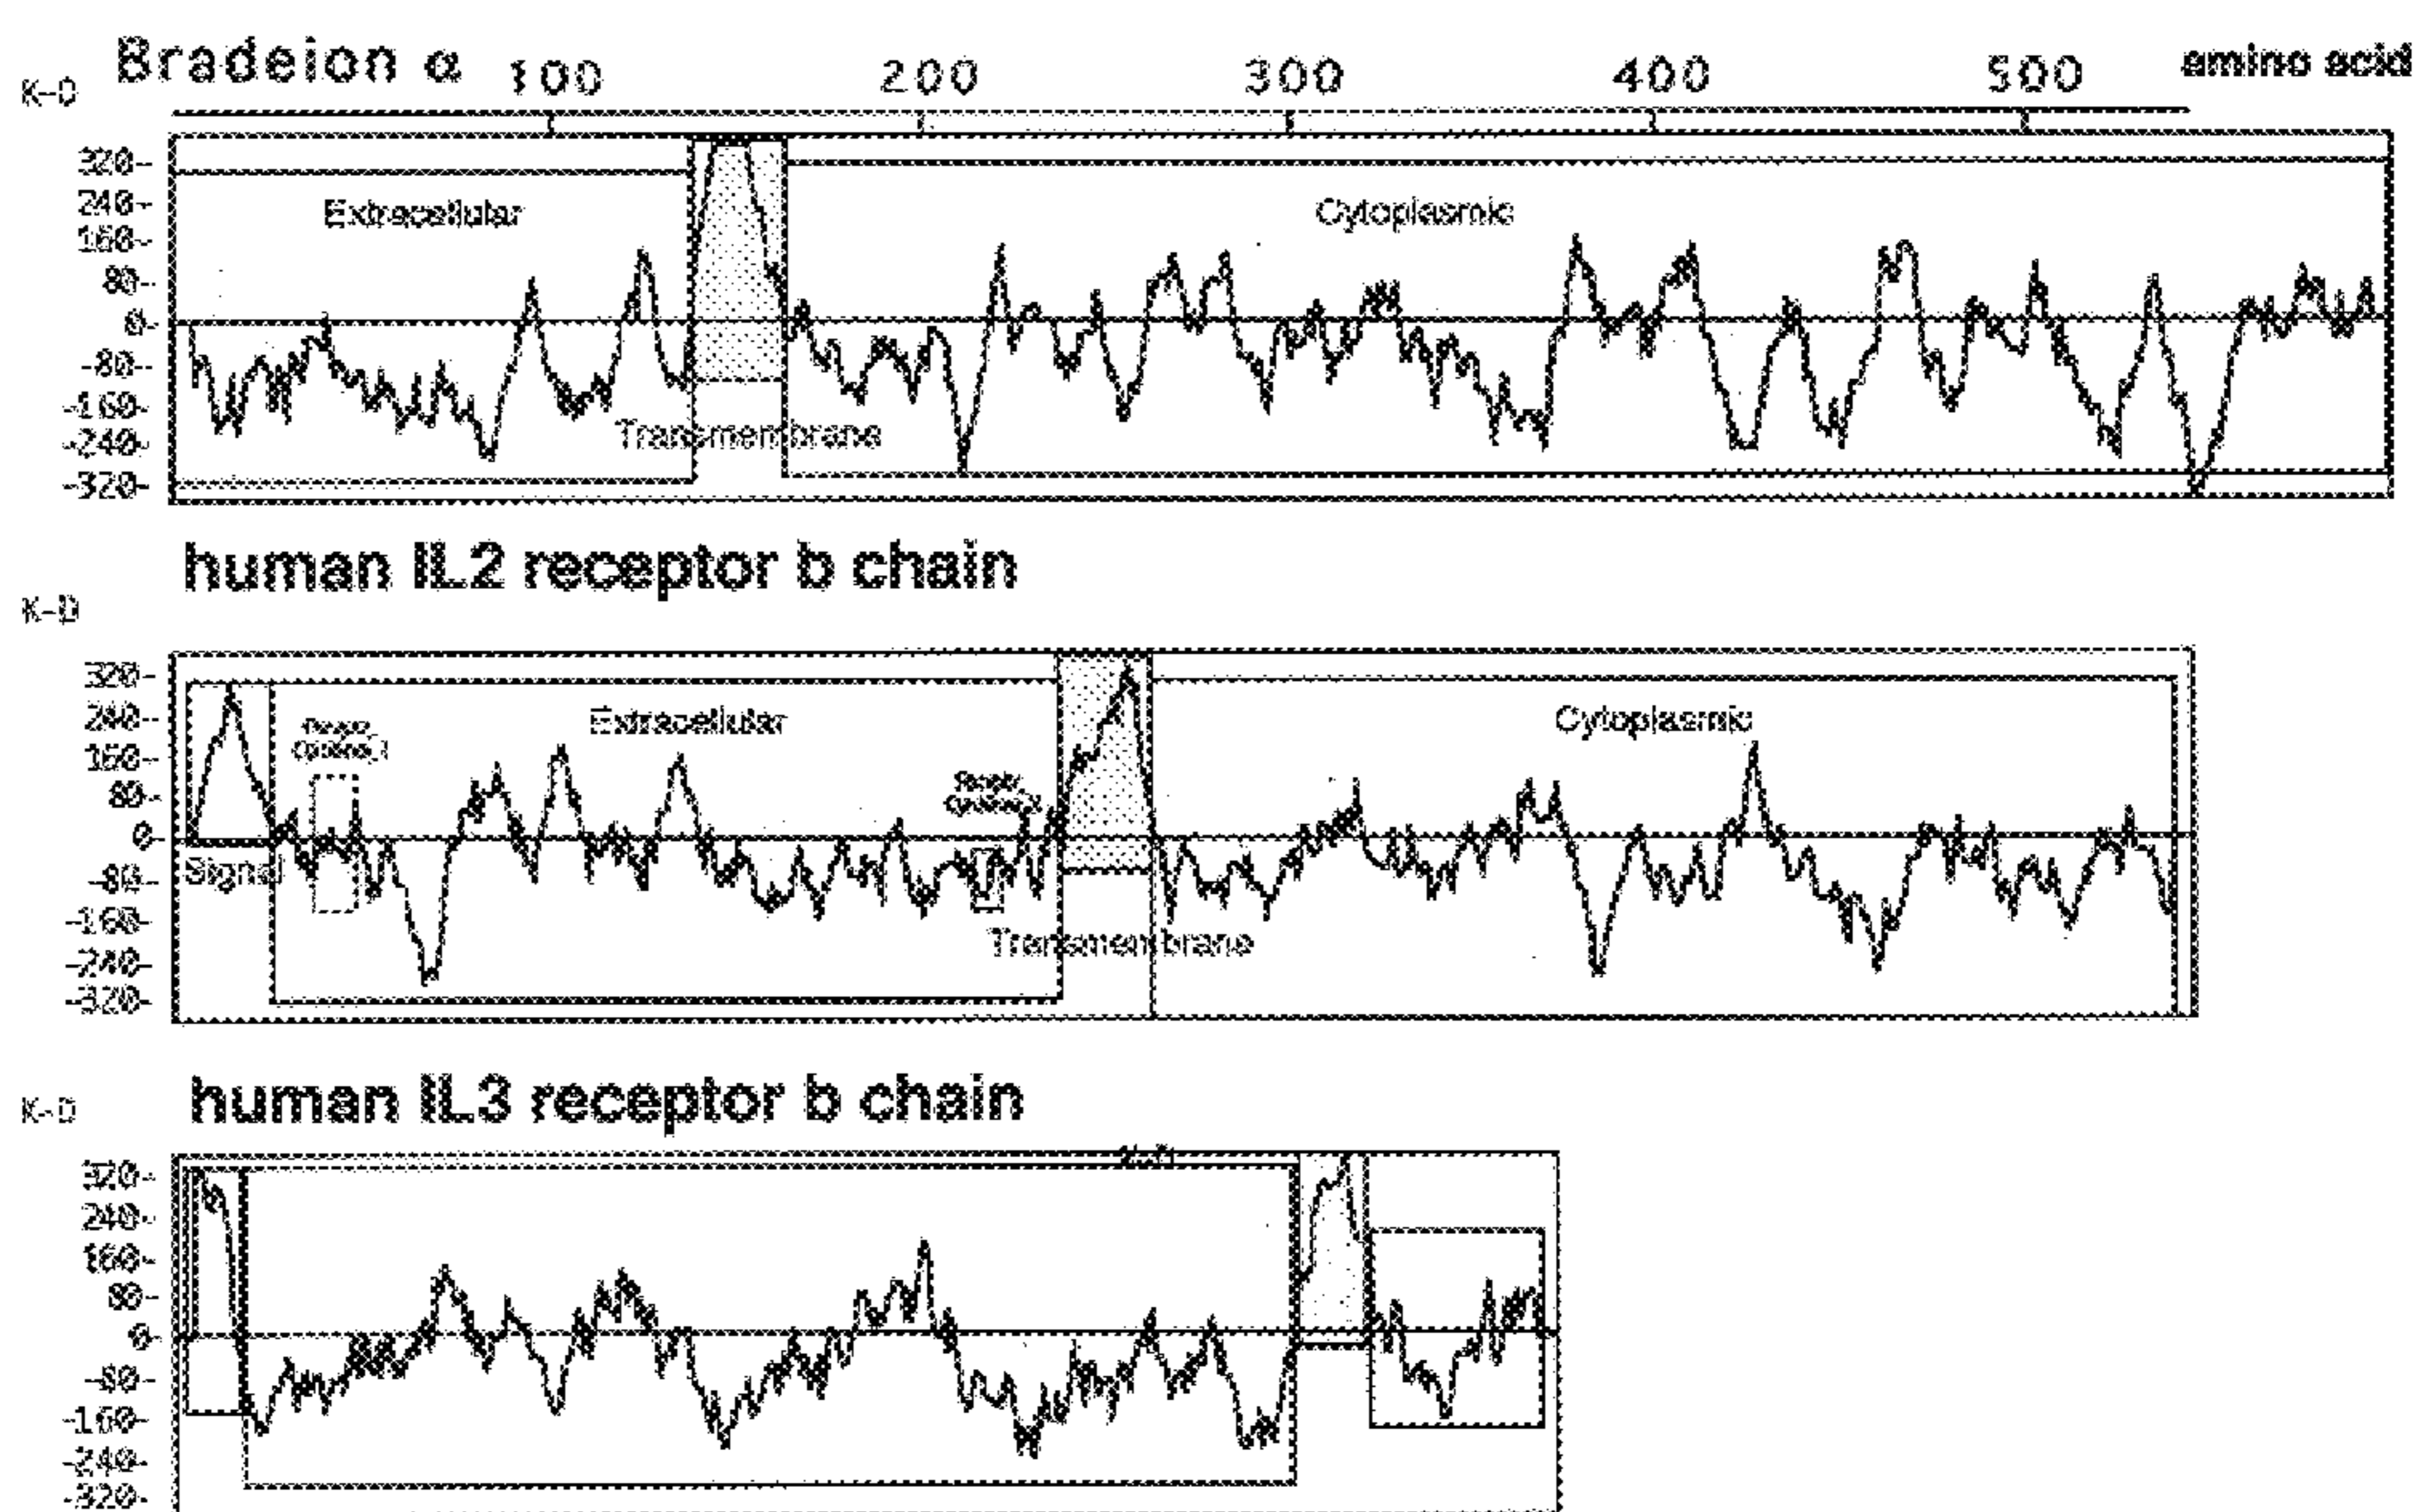 Bradeion α 100 200 300 400 500 amino acid
K-D
320-
240-
160-
80-
0-
-80-
-160-
-240-
-320-
Extracellular
Cytoplasmic
Transmembrane
human IL2 receptor b chain
K-D
320-
240-
160-
80-
0-
-80-
-160-
-240-
-320-
Signal
Extracellular
Cytoplasmic
Transmembrane
human IL3 receptor b chain
K-D
320-
240-
160-
80-
0-
-80-
-160-
-240-
-320-